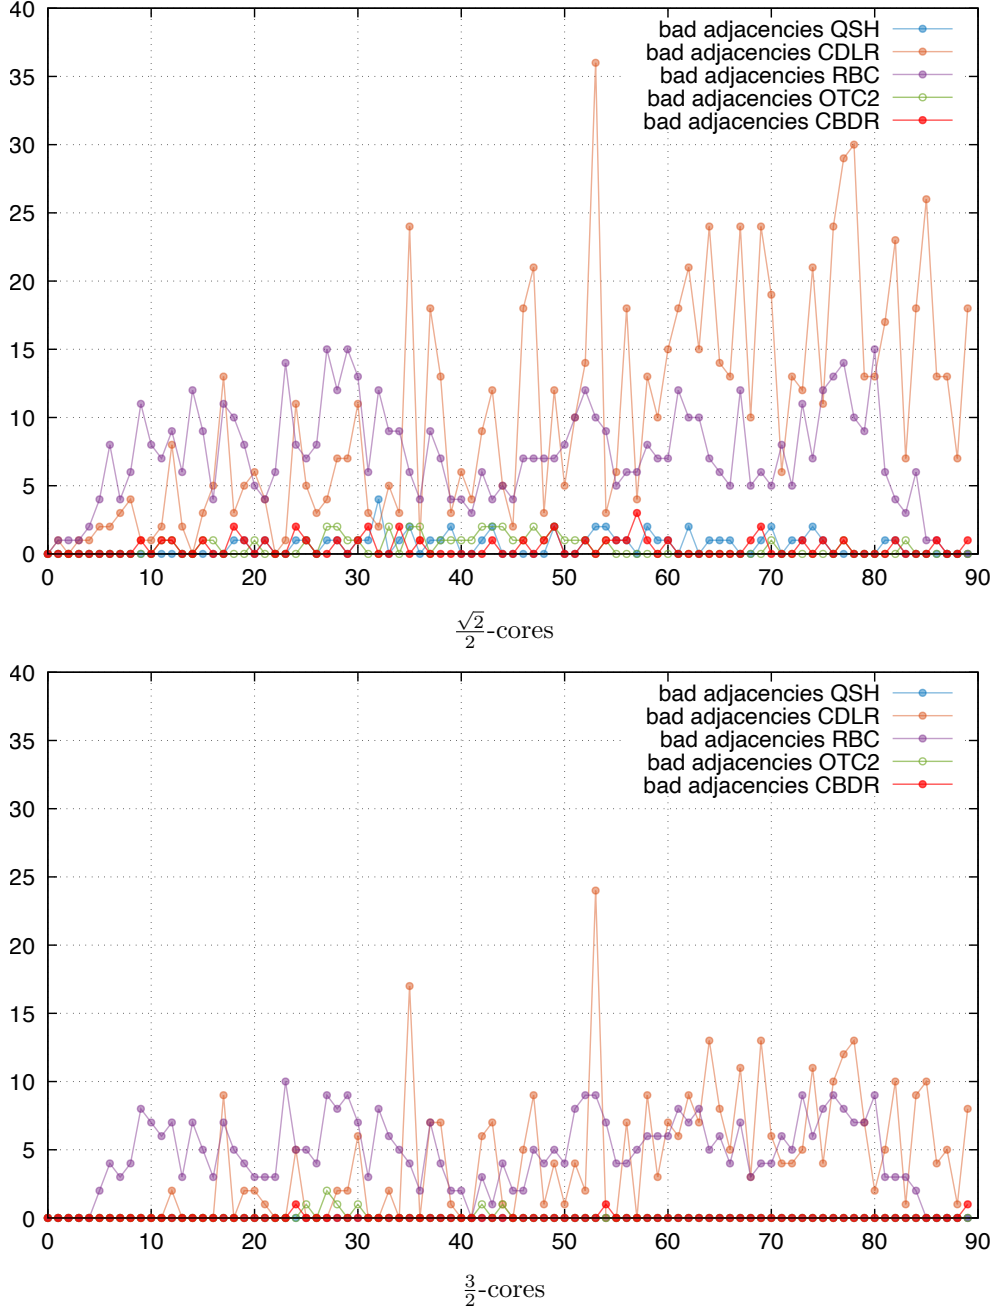 40
bad adjacencies QSH
bad adjacencies CDLR
35
bad adjacencies RBC
bad adjacencies OTC2
bad adjacencies CBDR
30
25
20
15
10
5
0
0 10 20 30 40 50 60 70 80 90
√2/2-cores
40
bad adjacencies QSH
bad adjacencies CDLR
35
bad adjacencies RBC
bad adjacencies OTC2
bad adjacencies CBDR
30
25
20
15
10
5
0
0 10 20 30 40 50 60 70 80 90
3/2-cores